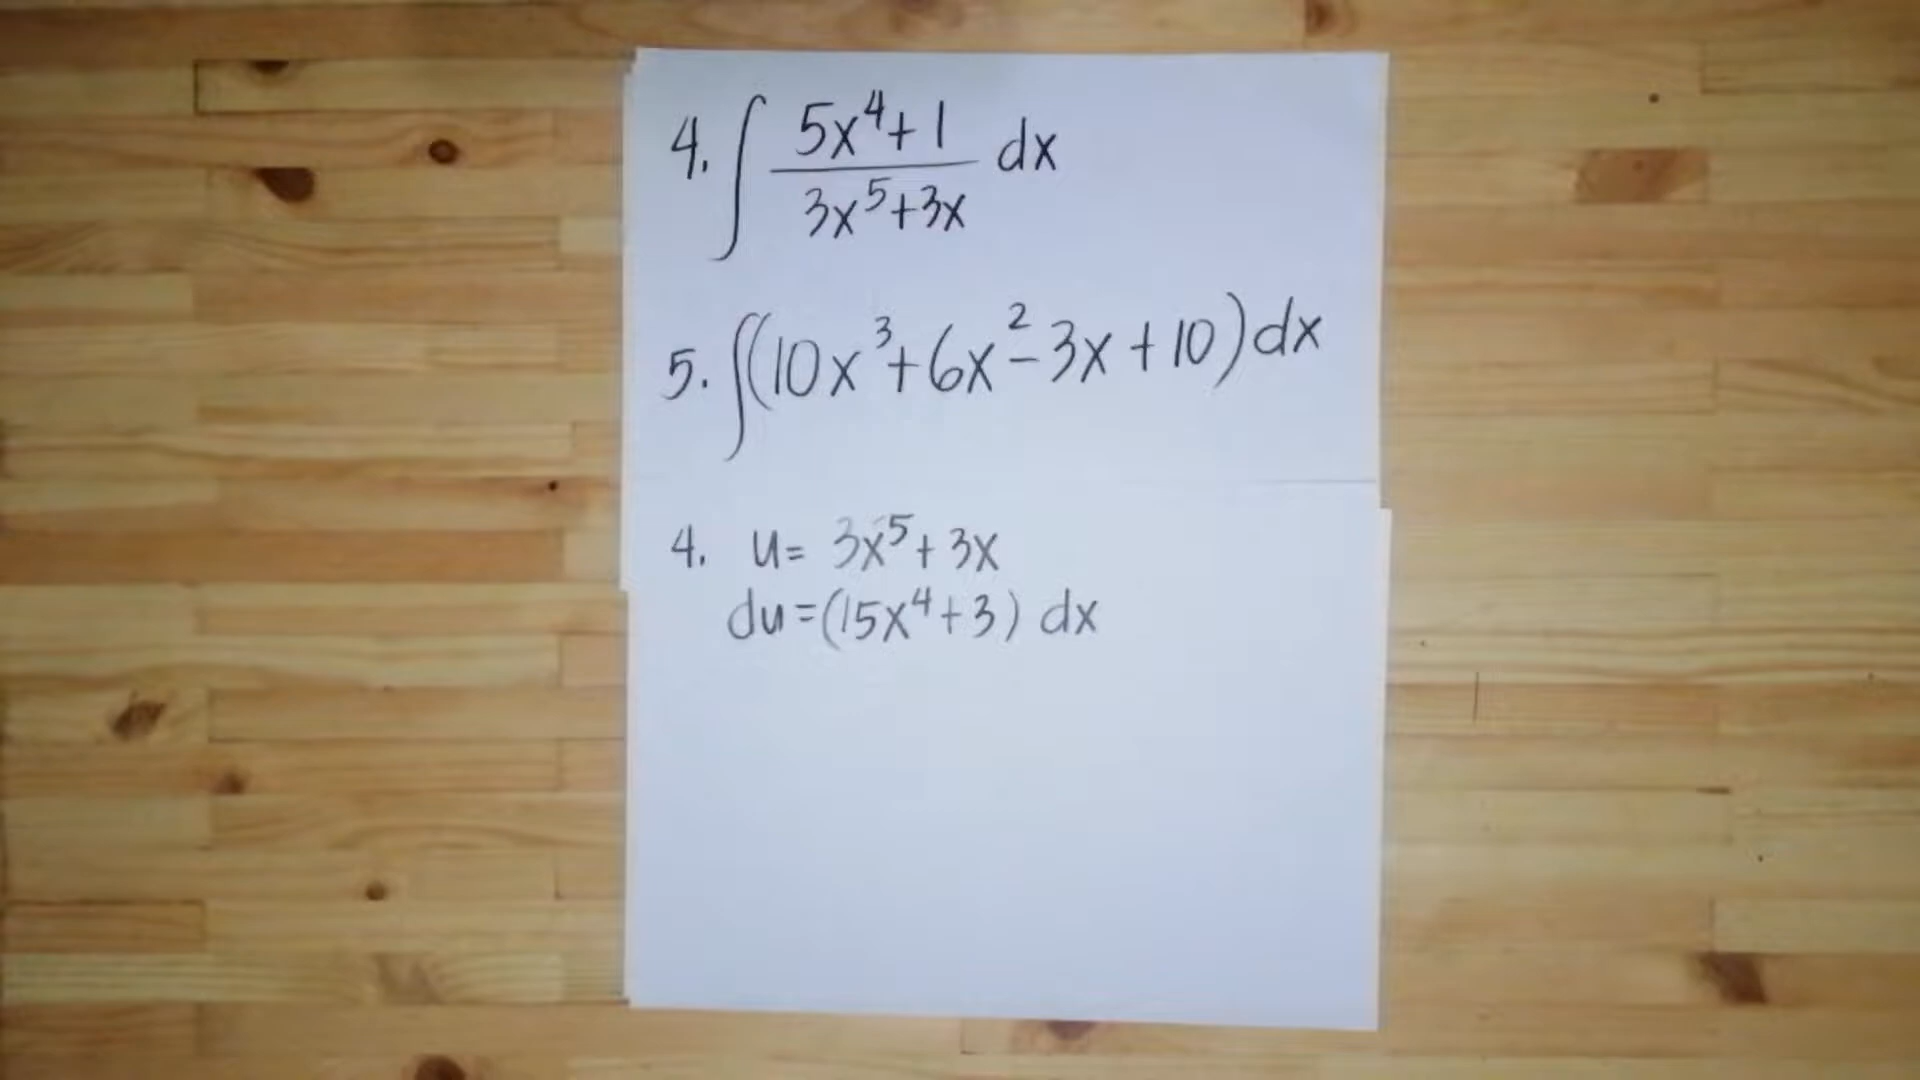 4. ∫ (5x⁴+1)/(3x⁵+3x) dx
5. ∫(10x³+6x²-3x+10)dx
4. u= 3x⁵+3x
du=(15x⁴+3) dx